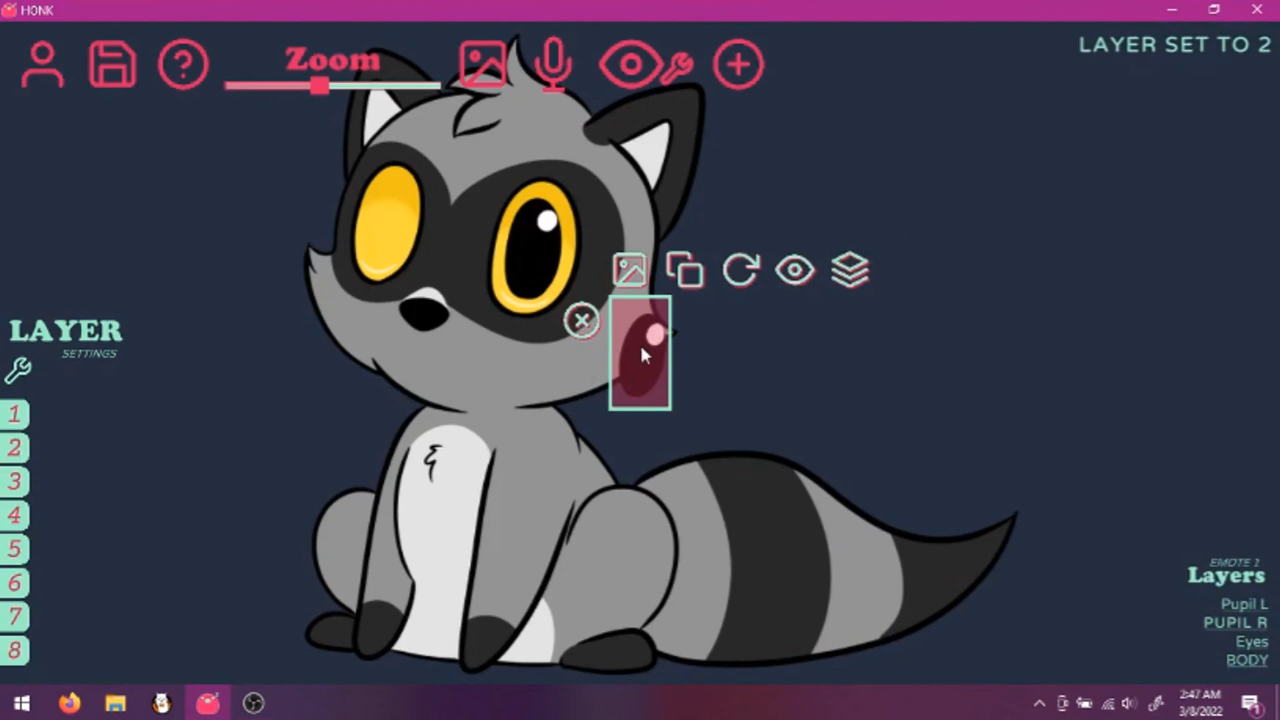 HONK
Zoom
LAYER SET TO 2
LAYER
SETTINGS
1
2
3
4
5
6
7
8
EMOTE 1
Layers
Pupil L
PUPIL R
Eyes
BODY
2:47 AM
3/8/2022
1